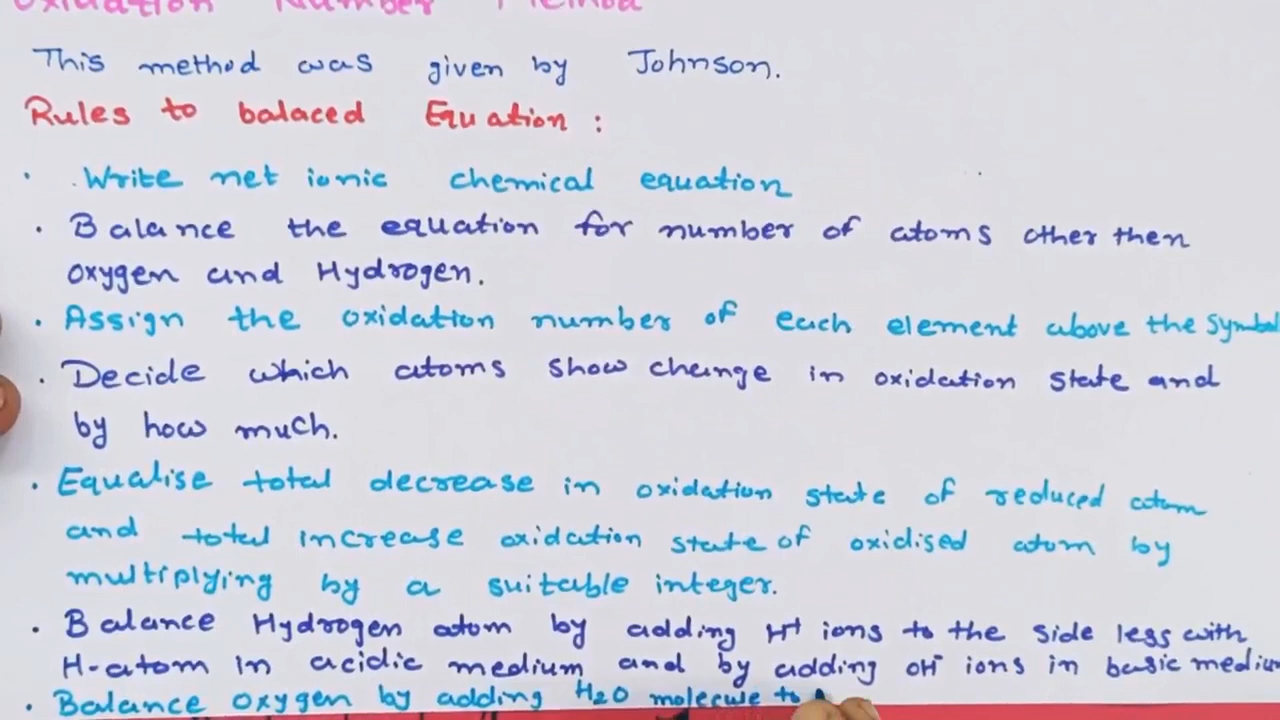 Oxidation Number Method
This method was given by Johnson.
Rules to balaced Equation :
. Write net ionic chemical equation
. Balance the equation for number of atoms other then
oxygen and Hydrogen.
. Assign the oxidation number of each element above the symbol
. Decide which atoms show change in oxidation state and
by how much.
. Equalise total decrease in oxidation state of reduced atom
and total increase oxidation state of oxidised atom by
multiplying by a suitable integer.
. Balance Hydrogen atom by adding H+ ions to the side less with
H-atom in acidic medium and by adding OH- ions in basic medium
. Balance oxygen by adding H2O molecule to